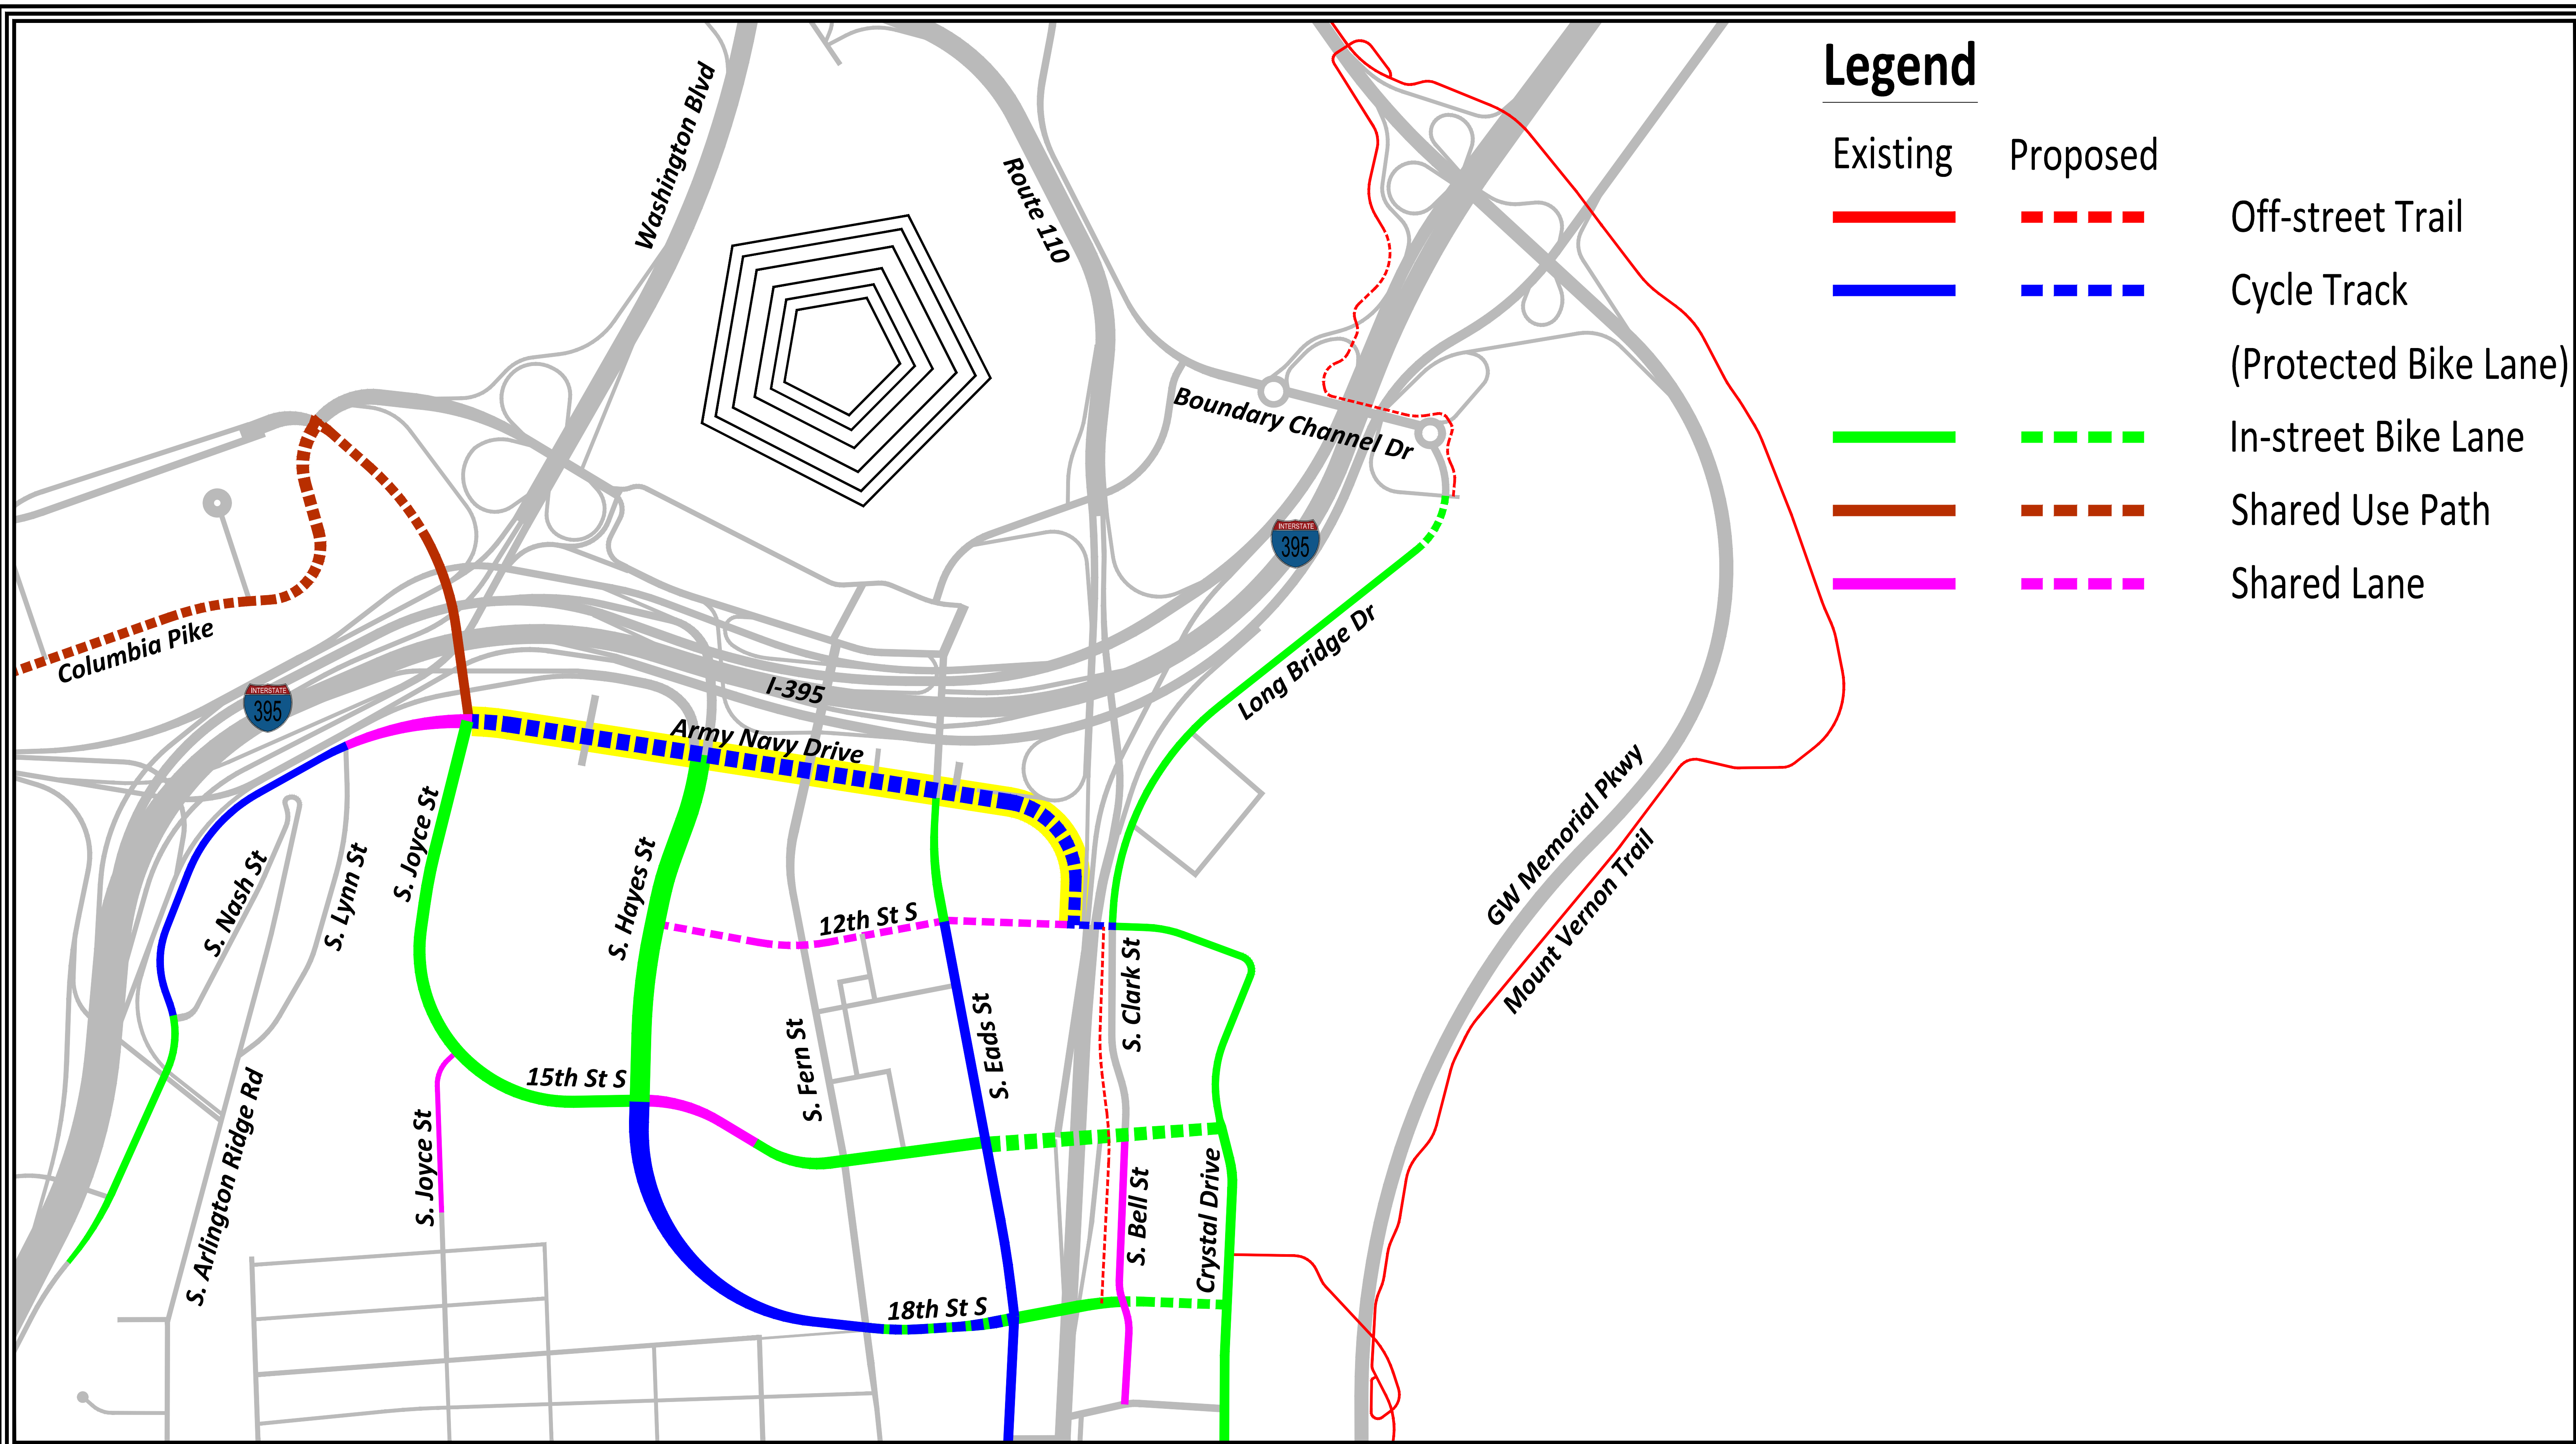 Legend
Existing
Proposed
Off-street Trail
Cycle Track
(Protected Bike Lane)
In-street Bike Lane
Shared Use Path
Shared Lane
Washington Blvd
Route 110
Boundary Channel Dr
INTERSTATE
395
Long Bridge Dr
Columbia Pike
INTERSTATE
395
I-395
Army Navy Drive
GW Memorial Pkwy
Mount Vernon Trail
S. Joyce St
S. Nash St
S. Lynn St
S. Hayes St
12th St S
S. Clark St
S. Eads St
S. Fern St
15th St S
S. Arlington Ridge Rd
S. Joyce St
S. Bell St
Crystal Drive
18th St S